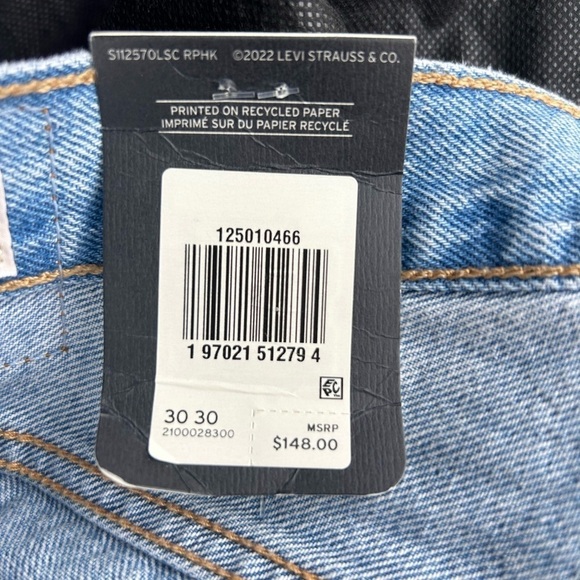 S112570LSC RPHK ©2022 LEVI STRAUSS & CO.
PRINTED ON RECYCLED PAPER
IMPRIMÉ SUR DU PAPIER RECYCLÉ
125010466
1 97021 51279 4
30 30
2100028300
MSRP
$148.00